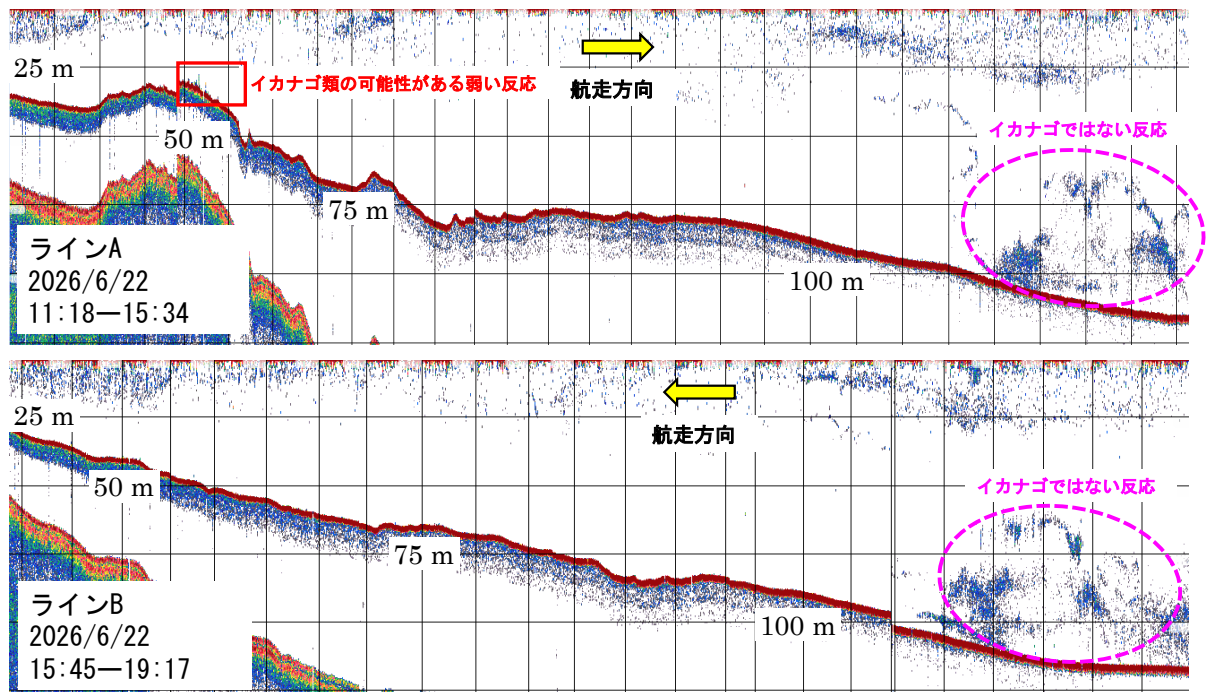 25 m
イカナゴ類の可能性がある弱い反応
航走方向
イカナゴではない反応
50 m
75 m
100 m
ラインA
2026/6/22
11:18―15:34
25 m
航走方向
イカナゴではない反応
50 m
75 m
100 m
ラインB
2026/6/22
15:45―19:17